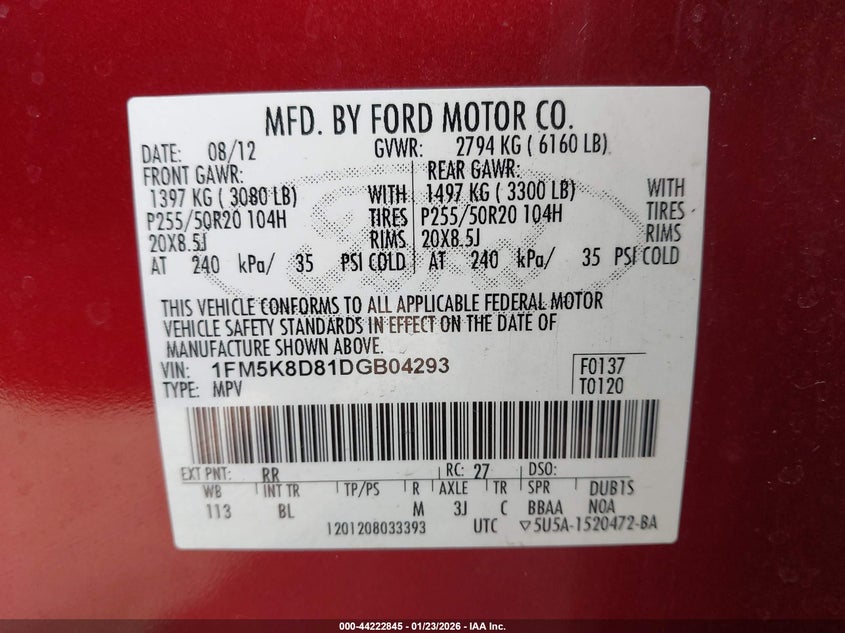 MFD. BY FORD MOTOR CO.
DATE: 08/12 GVWR: 2794 KG ( 6160 LB)
FRONT GAWR: REAR GAWR:
1397 KG ( 3080 LB) WITH 1497 KG ( 3300 LB) WITH
P255/50R20 104H TIRES P255/50R20 104H TIRES
20X8.5J RIMS 20X8.5J RIMS
AT 240 kPa/ 35 PSI COLD AT 240 kPa/ 35 PSI COLD
THIS VEHICLE CONFORMS TO ALL APPLICABLE FEDERAL MOTOR
VEHICLE SAFETY STANDARDS IN EFFECT ON THE DATE OF
MANUFACTURE SHOWN ABOVE.
VIN: 1FM5K8D81DGB04293 F0137
TYPE: MPV T0120
EXT PNT: RR RC: 27 DSO:
WB INT TR TP/PS R AXLE TR SPR DUB1S
113 BL M 3J C BBAA NOA
1201208033393 UTC ▽5U5A-1520472-BA
000-44222845 | 01/23/2026 - IAA Inc.